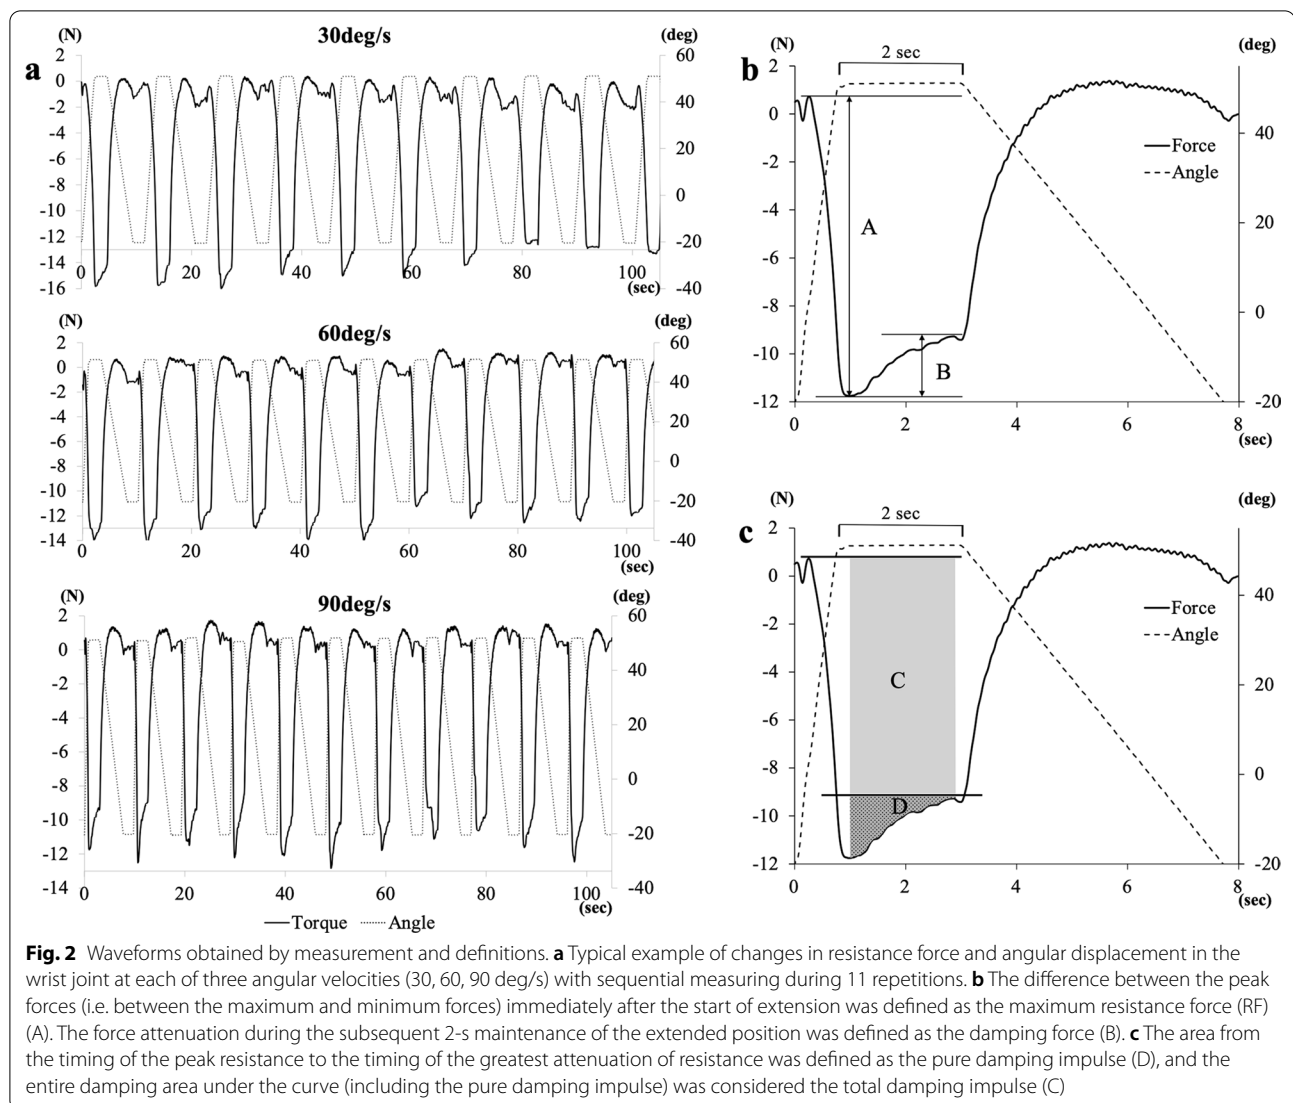 a
30deg/s
(N)
(deg)
2
0
-2
-4
-6
-8
-10
-12
-14
-16
60
40
20
0
-20
-40
0
20
40
60
80
100
(sec)
60deg/s
(N)
(deg)
2
0
-2
-4
-6
-8
-10
-12
-14
60
40
20
0
-20
-40
0
20
40
60
80
100
(sec)
90deg/s
(N)
(deg)
2
0
-2
-4
-6
-8
-10
-12
-14
60
40
20
0
-20
-40
0
20
40
60
80
100
(sec)
Torque
Angle
b
(N)
(deg)
2 sec
2
0
-2
-4
-6
-8
-10
-12
40
20
0
-20
A
B
Force
Angle
0
2
4
6
8
(sec)
c
(N)
(deg)
2 sec
2
0
-2
-4
-6
-8
-10
-12
40
20
0
-20
C
D
Force
Angle
0
2
4
6
8
(sec)
Fig. 2 Waveforms obtained by measurement and definitions. a Typical example of changes in resistance force and angular displacement in the
wrist joint at each of three angular velocities (30, 60, 90 deg/s) with sequential measuring during 11 repetitions. b The difference between the peak
forces (i.e. between the maximum and minimum forces) immediately after the start of extension was defined as the maximum resistance force (RF)
(A). The force attenuation during the subsequent 2-s maintenance of the extended position was defined as the damping force (B). c The area from
the timing of the peak resistance to the timing of the greatest attenuation of resistance was defined as the pure damping impulse (D), and the
entire damping area under the curve (including the pure damping impulse) was considered the total damping impulse (C)